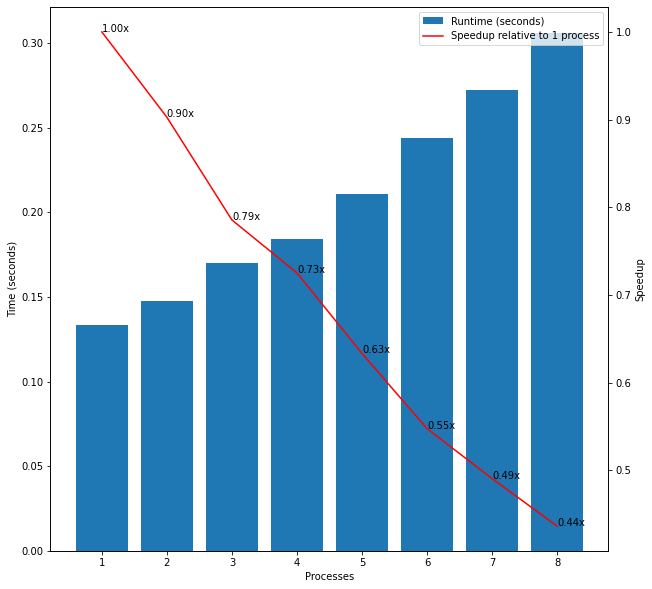 Runtime (seconds)
Speedup relative to 1 process
0.30
0.25
0.20
0.15
0.10
0.05
0.00
Time (seconds)
1.00x
0.90x
0.79x
0.73x
0.63x
0.55x
0.49x
0.44x
1.0
0.9
0.8
0.7
0.6
0.5
Speedup
1 2 3 4 5 6 7 8
Processes